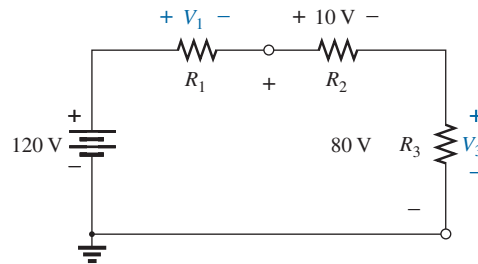 + V₁ −
+ 10 V −
R₁
+
R₂
+
120 V
−
80 V
R₃
+
V₃
−
−